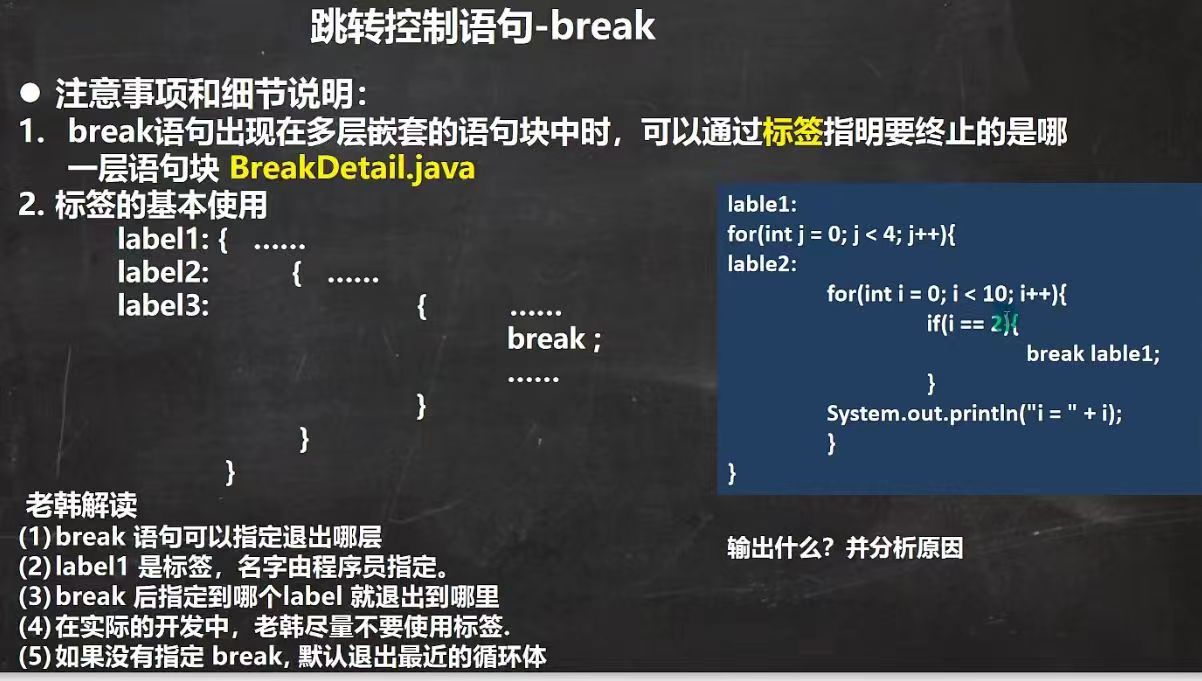 跳转控制语句-break
● 注意事项和细节说明：
1. break语句出现在多层嵌套的语句块中时，可以通过标签指明要终止的是哪
一层语句块 BreakDetail.java
2. 标签的基本使用
label1: { ……
label2: { ……
label3: { ……
break ;
……
}
}
}
老韩解读
(1) break 语句可以指定退出哪层
(2) label1 是标签，名字由程序员指定。
(3) break 后指定到哪个label 就退出到哪里
(4) 在实际的开发中，老韩尽量不要使用标签.
(5) 如果没有指定 break, 默认退出最近的循环体
lable1:
for(int j = 0; j < 4; j++){
lable2:
for(int i = 0; i < 10; i++){
if(i == 2){
break lable1;
}
System.out.println("i = " + i);
}
}
输出什么？并分析原因